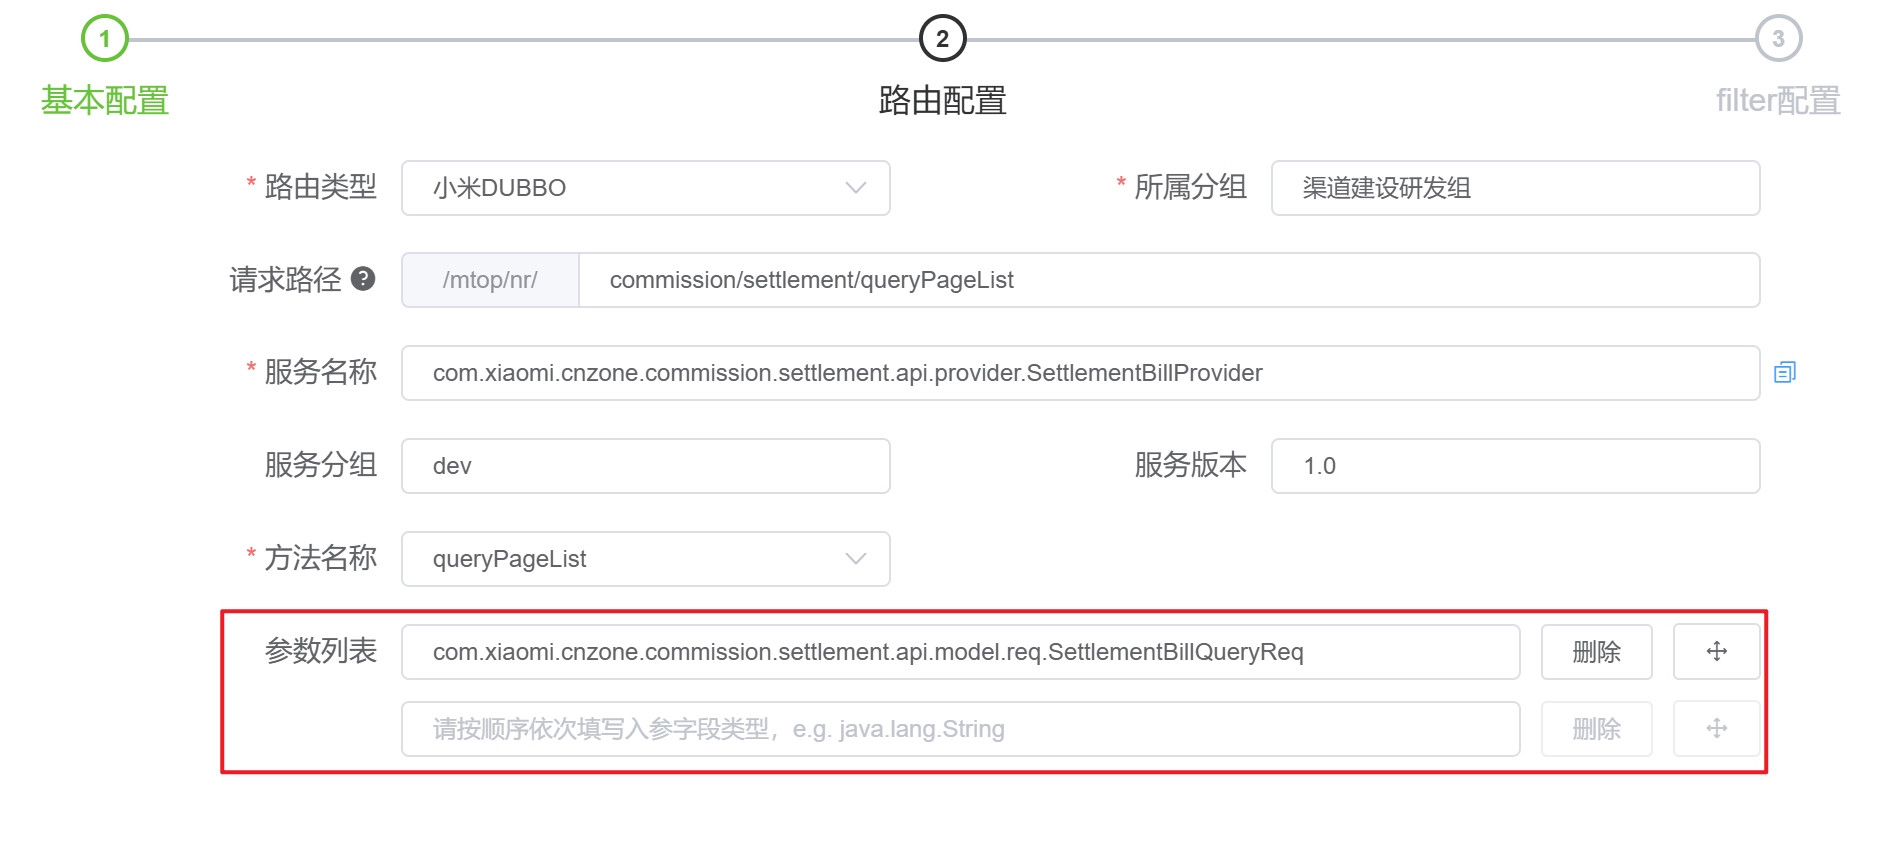 1 2 3
基本配置 路由配置 filter配置
* 路由类型 小米DUBBO * 所属分组 渠道建设研发组
请求路径 ? /mtop/nr/ commission/settlement/queryPageList
* 服务名称 com.xiaomi.cnzone.commission.settlement.api.provider.SettlementBillProvider
服务分组 dev 服务版本 1.0
* 方法名称 queryPageList
参数列表 com.xiaomi.cnzone.commission.settlement.api.model.req.SettlementBillQueryReq 删除
请按顺序依次填写入参字段类型，e.g. java.lang.String 删除